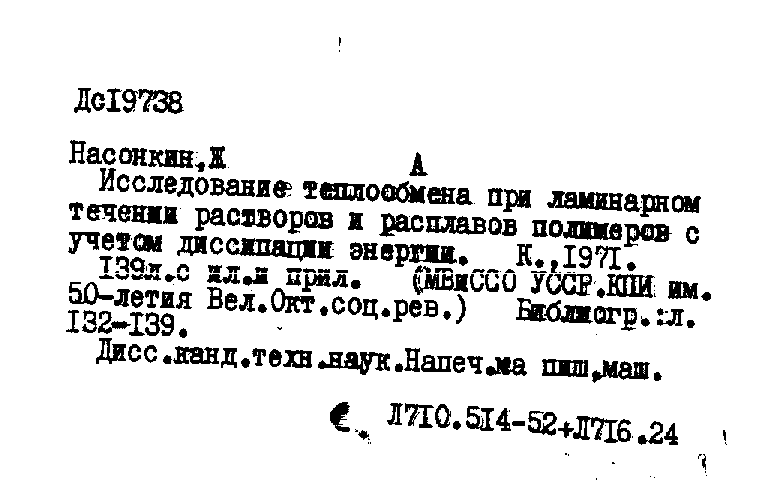 Дс19738
Насонкин,Ж
А
Исследование теплообмена при ламинарном
течении растворов и расплавов полимеров с
учетом диссипации энергии. К.,1971.
139л.с ил.и прил. (МВиССО УССР.КПИ им.
50-летия Вел.Окт.соц.рев.) Библиогр.:л.
132-139.
Дисс.канд.техн.наук.Напеч.на пиш.маш.
Л710.514-52+Л716.24